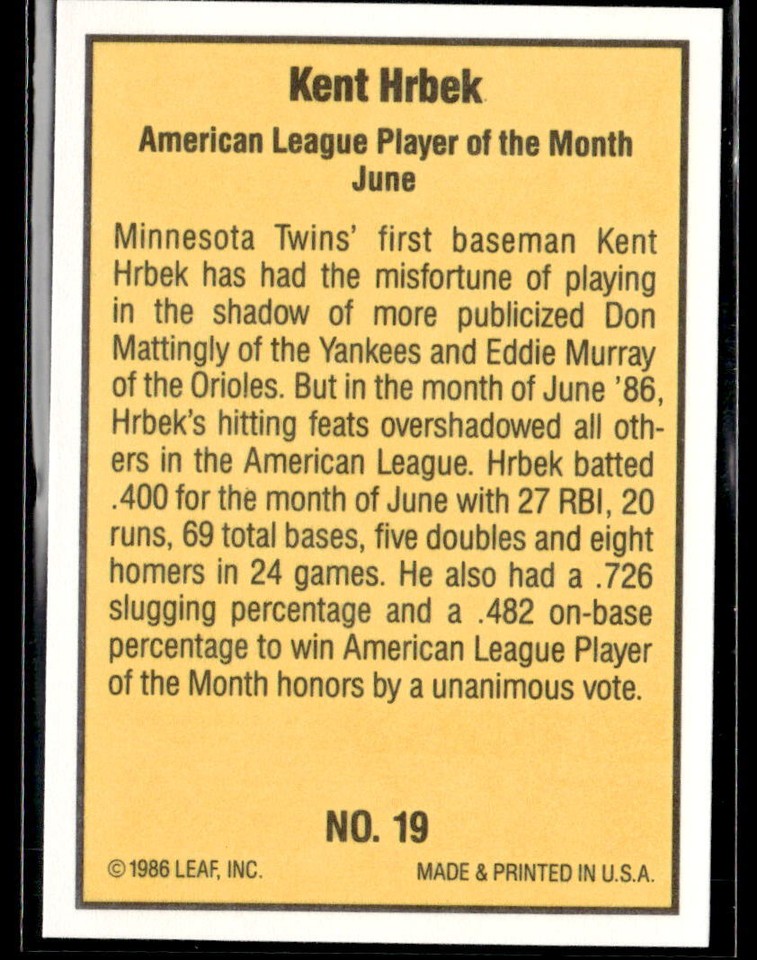 Kent Hrbek
American League Player of the Month
June
Minnesota Twins' first baseman Kent
Hrbek has had the misfortune of playing
in the shadow of more publicized Don
Mattingly of the Yankees and Eddie Murray
of the Orioles. But in the month of June '86,
Hrbek's hitting feats overshadowed all oth-
ers in the American League. Hrbek batted
.400 for the month of June with 27 RBI, 20
runs, 69 total bases, five doubles and eight
homers in 24 games. He also had a .726
slugging percentage and a .482 on-base
percentage to win American League Player
of the Month honors by a unanimous vote.
NO. 19
© 1986 LEAF, INC. MADE & PRINTED IN U.S.A.